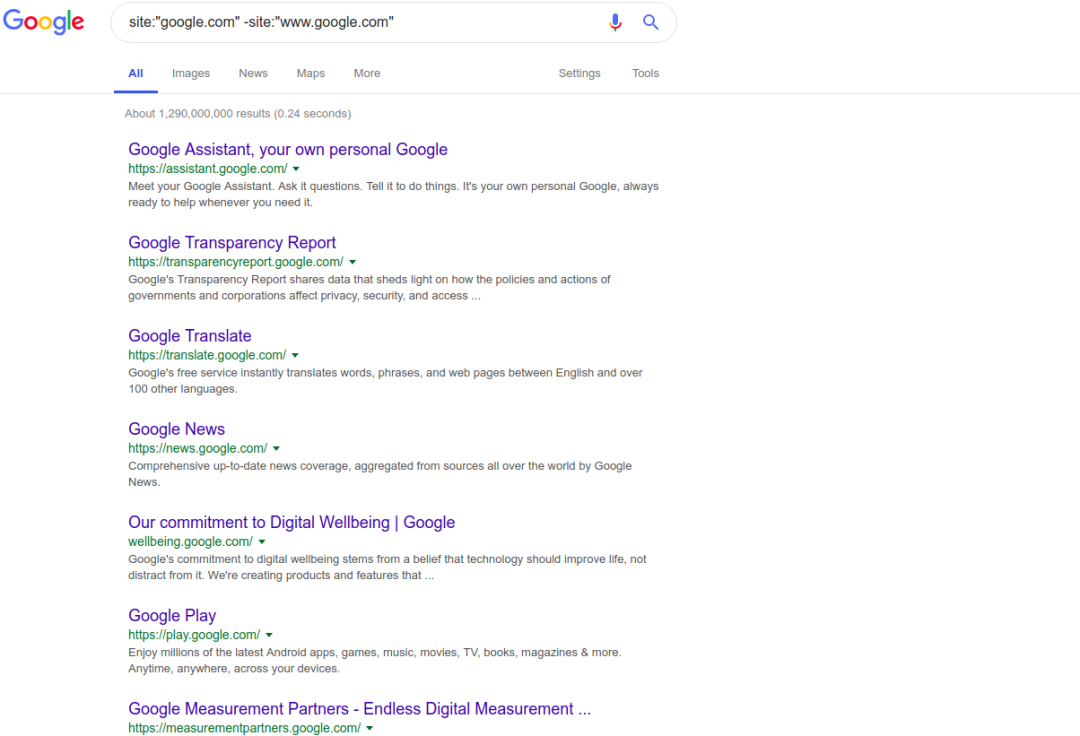 Google
site:"google.com" -site:"www.google.com"
All Images News Maps More Settings Tools
About 1,290,000,000 results (0.24 seconds)
Google Assistant, your own personal Google
https://assistant.google.com/
Meet your Google Assistant. Ask it questions. Tell it to do things. It's your own personal Google, always
ready to help whenever you need it.
Google Transparency Report
https://transparencyreport.google.com/
Google's Transparency Report shares data that sheds light on how the policies and actions of
governments and corporations affect privacy, security, and access ...
Google Translate
https://translate.google.com/
Google's free service instantly translates words, phrases, and web pages between English and over
100 other languages.
Google News
https://news.google.com/
Comprehensive up-to-date news coverage, aggregated from sources all over the world by Google
News.
Our commitment to Digital Wellbeing | Google
wellbeing.google.com/
Google's commitment to digital wellbeing stems from a belief that technology should improve life, not
distract from it. We're creating products and features that ...
Google Play
https://play.google.com/
Enjoy millions of the latest Android apps, games, music, movies, TV, books, magazines & more.
Anytime, anywhere, across your devices.
Google Measurement Partners - Endless Digital Measurement ...
https://measurementpartners.google.com/